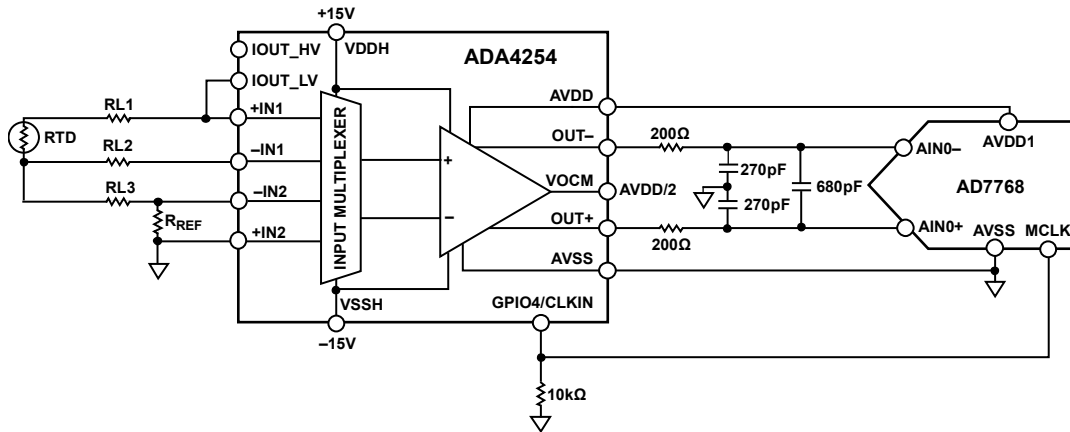 +15V
IOUT_HV
VDDH
ADA4254
IOUT_LV
AVDD
RL1
+IN1
OUT–
200Ω
AIN0–
AVDD1
RTD
RL2
–IN1
INPUT MULTIPLEXER
+
270pF
VOCM
AVDD/2
680pF
AD7768
RL3
–IN2
–
270pF
RREF
OUT+
200Ω
AIN0+
+IN2
AVSS
AVSS
MCLK
VSSH
GPIO4/CLKIN
–15V
10kΩ